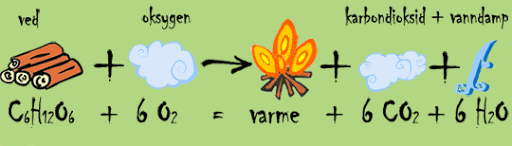 ved oksygen karbondioksid + vanndamp
+ + +
C6H12O6 + 6 O2 = varme + 6 CO2 + 6 H2O